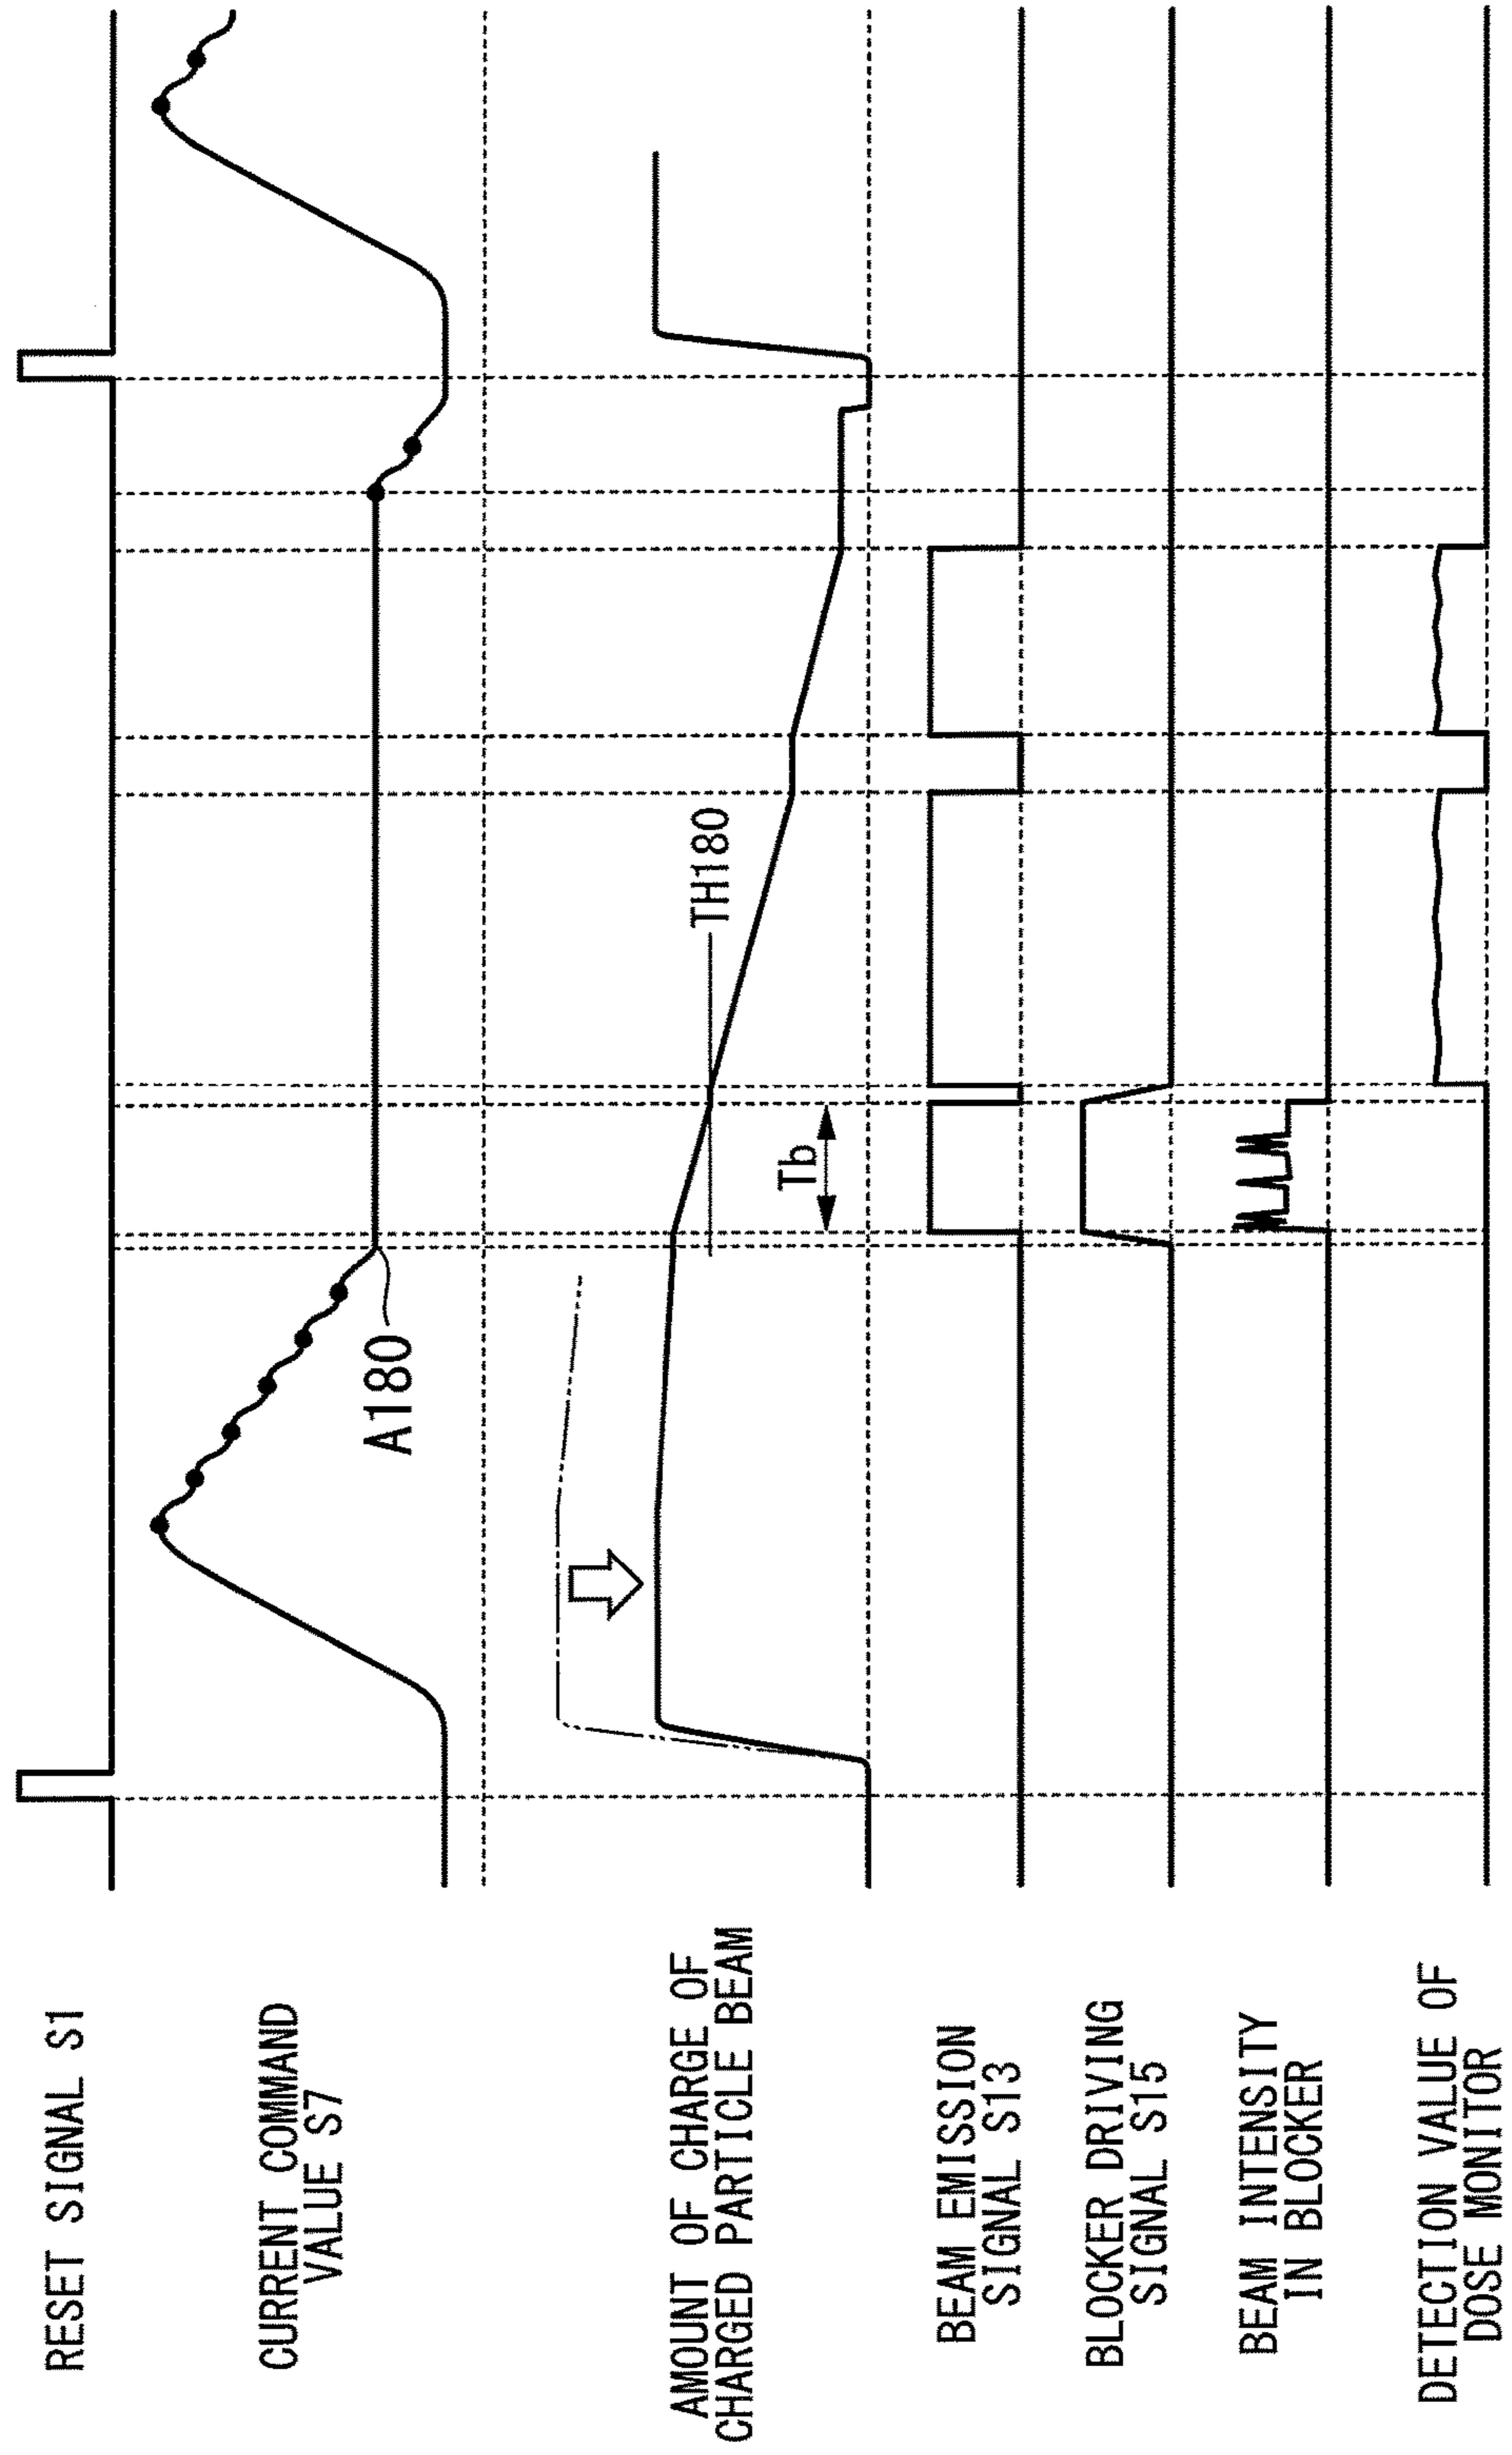 RESET SIGNAL S1
CURRENT COMMAND
VALUE S7
A180
AMOUNT OF CHARGE OF
CHARGED PARTICLE BEAM
TH180
Tb
BEAM EMISSION
SIGNAL S13
BLOCKER DRIVING
SIGNAL S15
BEAM INTENSITY
IN BLOCKER
DETECTION VALUE OF
DOSE MONITOR